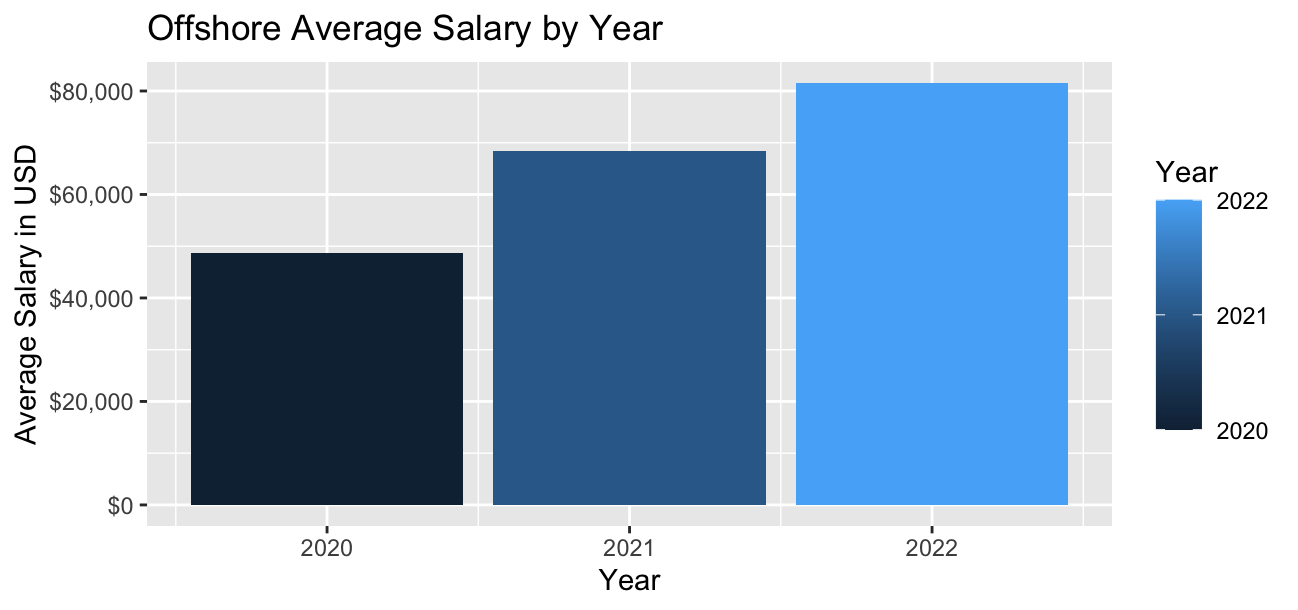 Offshore Average Salary by Year
Average Salary in USD
$80,000
$60,000
$40,000
$20,000
$0
2020
2021
2022
Year
Year
2022
2021
2020